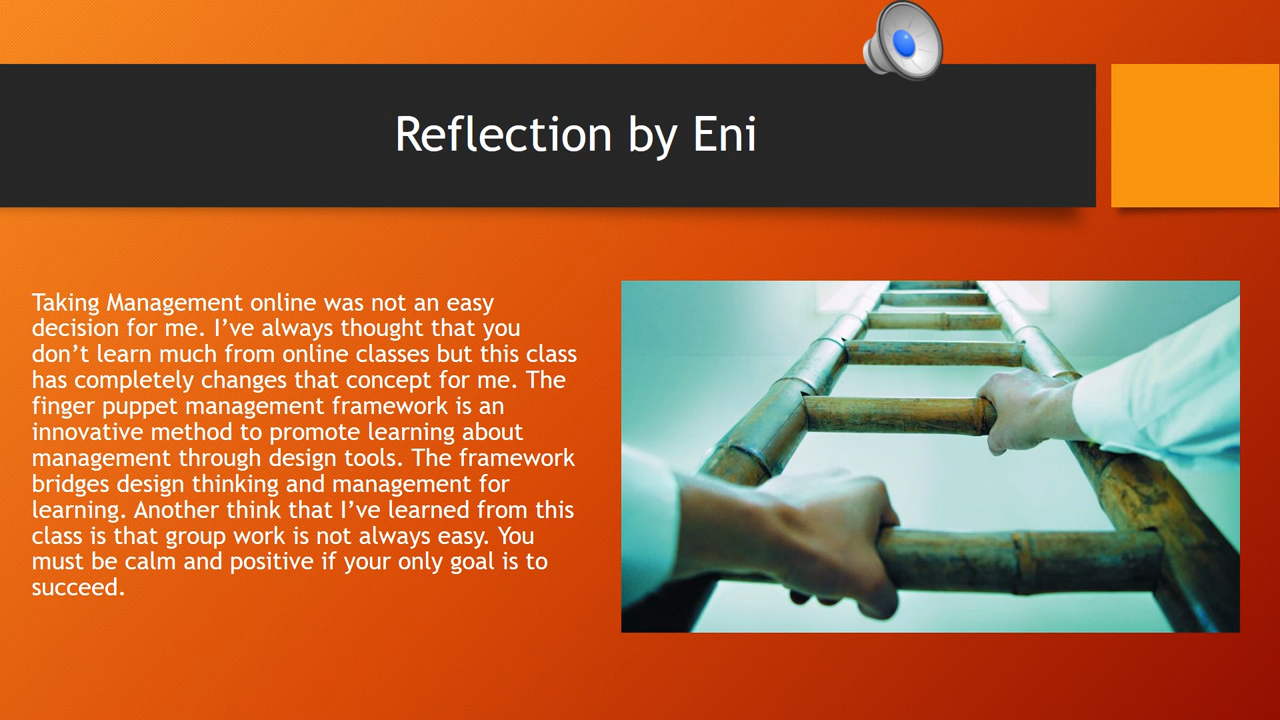 Reflection by Eni
Taking Management online was not an easy
decision for me. I’ve always thought that you
don’t learn much from online classes but this class
has completely changes that concept for me. The
finger puppet management framework is an
innovative method to promote learning about
management through design tools. The framework
bridges design thinking and management for
learning. Another think that I’ve learned from this
class is that group work is not always easy. You
must be calm and positive if your only goal is to
succeed.